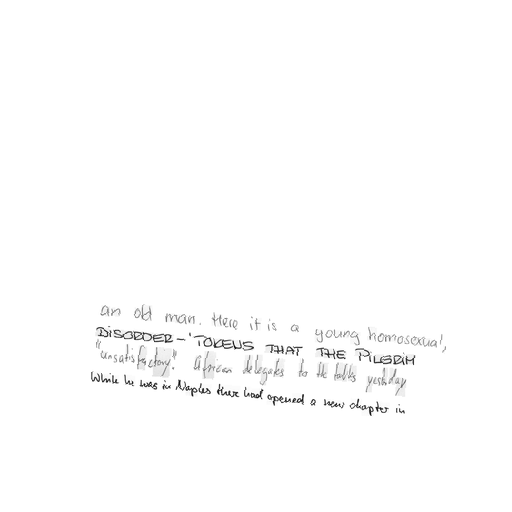 an old man. Here it is a young homosexual,
DISORDER - 'TOKENS THAT THE PILGRIM
"unsatisfactory". African delegates to the talks yesterday
While he was in Naples there had opened a new chapter in